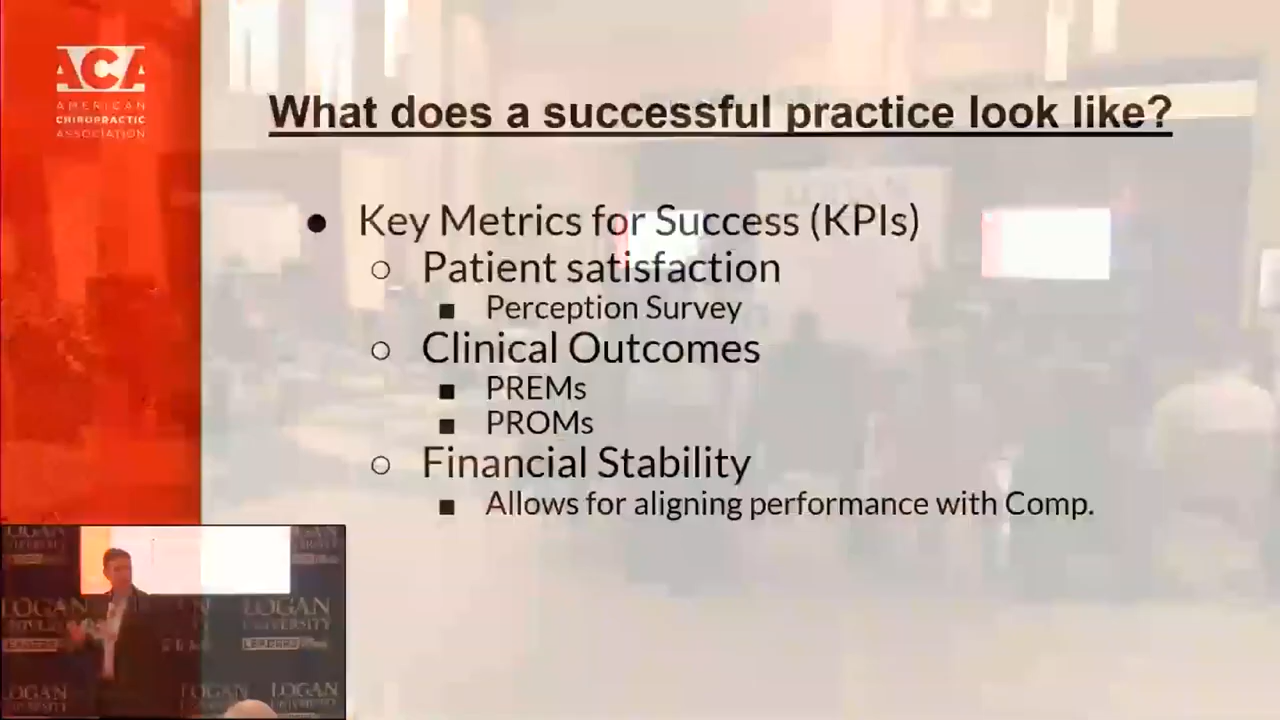 ACA
AMERICAN
CHIROPRACTIC
ASSOCIATION
What does a successful practice look like?
Key Metrics for Success (KPIs)
Patient satisfaction
Perception Survey
Clinical Outcomes
PREMs
PROMs
Financial Stability
Allows for aligning performance with Comp.
LOGAN
LOGAN
UNIVERSITY
LOGAN
LOGAN
LOGAN